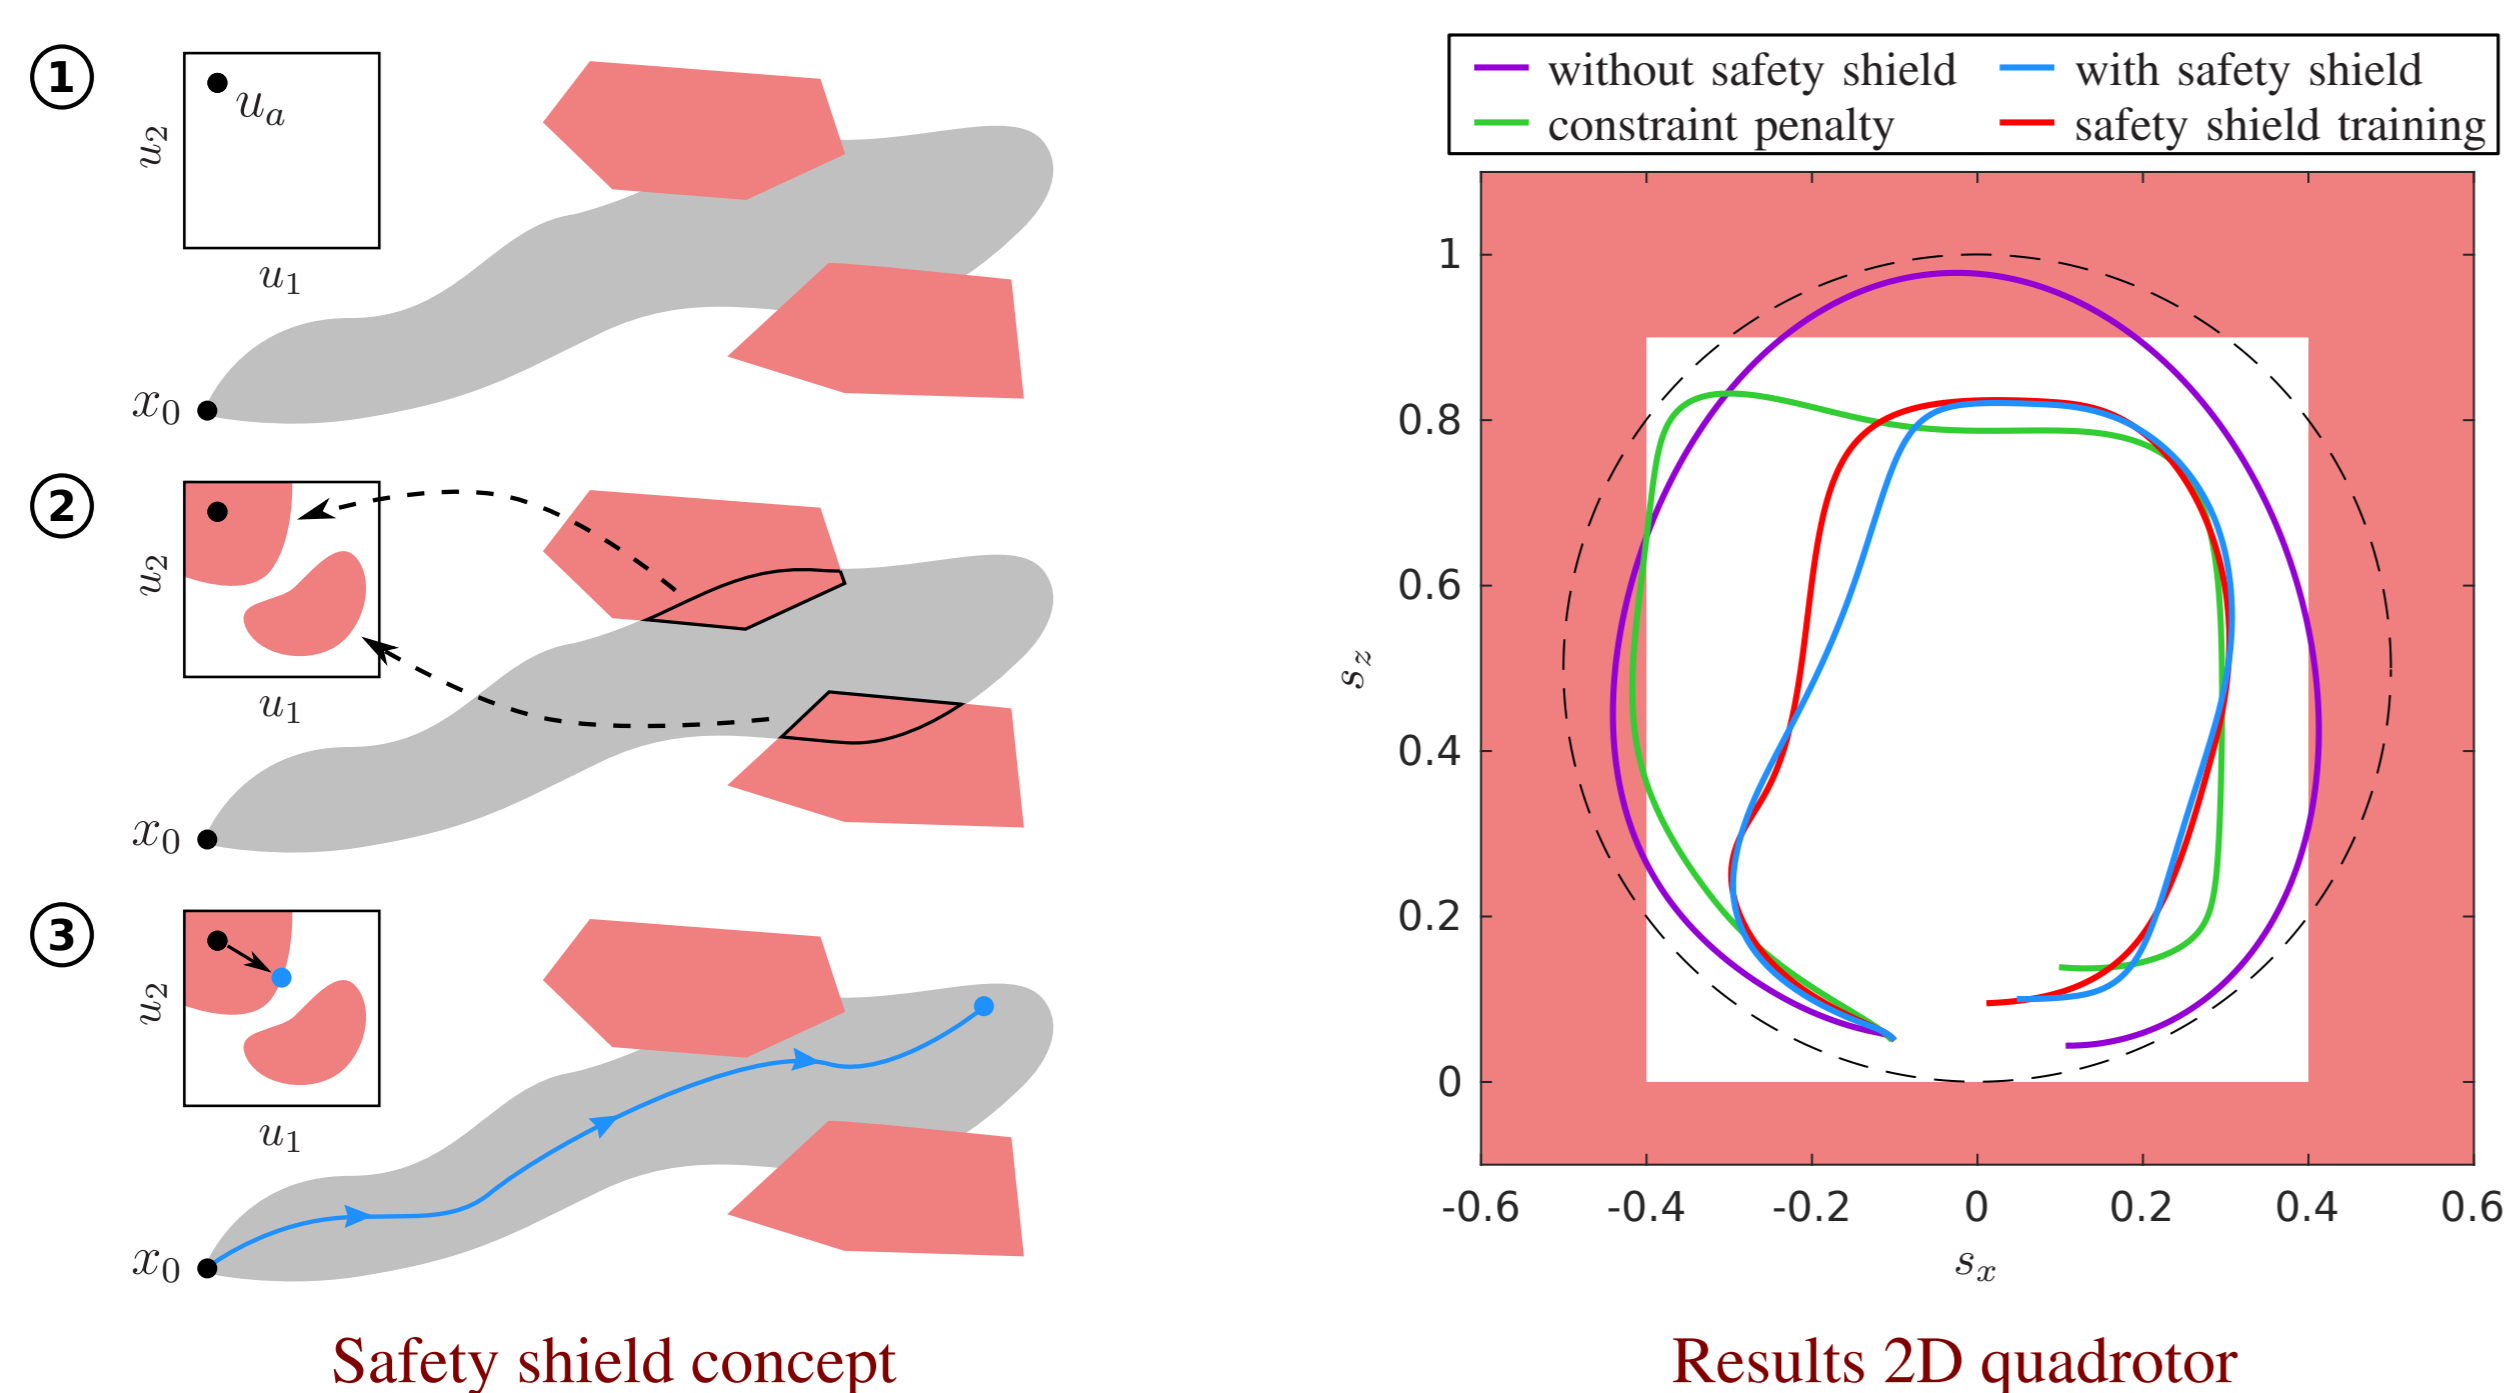 1
u_a
u_2
u_1
x_0
2
u_2
u_1
x_0
3
u_2
u_1
x_0
Safety shield concept
without safety shield
with safety shield
constraint penalty
safety shield training
1
0.8
0.6
0.4
0.2
0
s_z
-0.6 -0.4 -0.2 0 0.2 0.4 0.6
s_x
Results 2D quadrotor